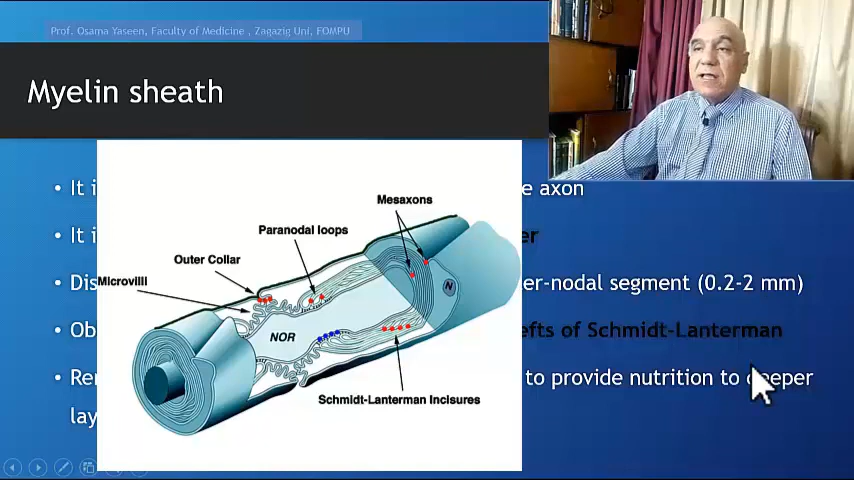 Prof. Osama Yaseen, Faculty of Medicine , Zagazig Uni, FOMPU
Myelin sheath
• It i
e axon
• It i
er
• Dis
er-nodal segment (0.2-2 mm)
• Ob
efts of Schmidt-Lanterman
• Rer
to provide nutrition to deeper
lay
Mesaxons
Paranodal loops
Outer Collar
Microvilli
N
NOR
Schmidt-Lanterman Incisures